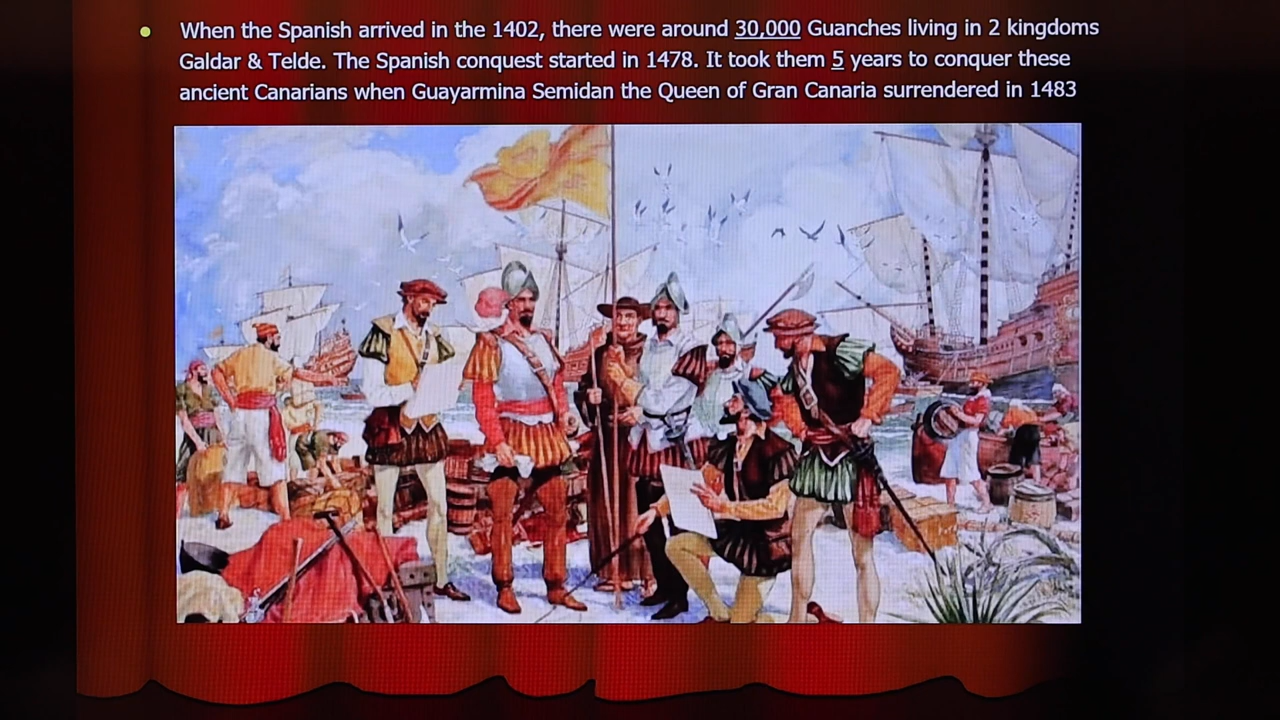 When the Spanish arrived in the 1402, there were around 30,000 Guanches living in 2 kingdoms
Galdar & Telde. The Spanish conquest started in 1478. It took them 5 years to conquer these
ancient Canarians when Guayarmina Semidan the Queen of Gran Canaria surrendered in 1483